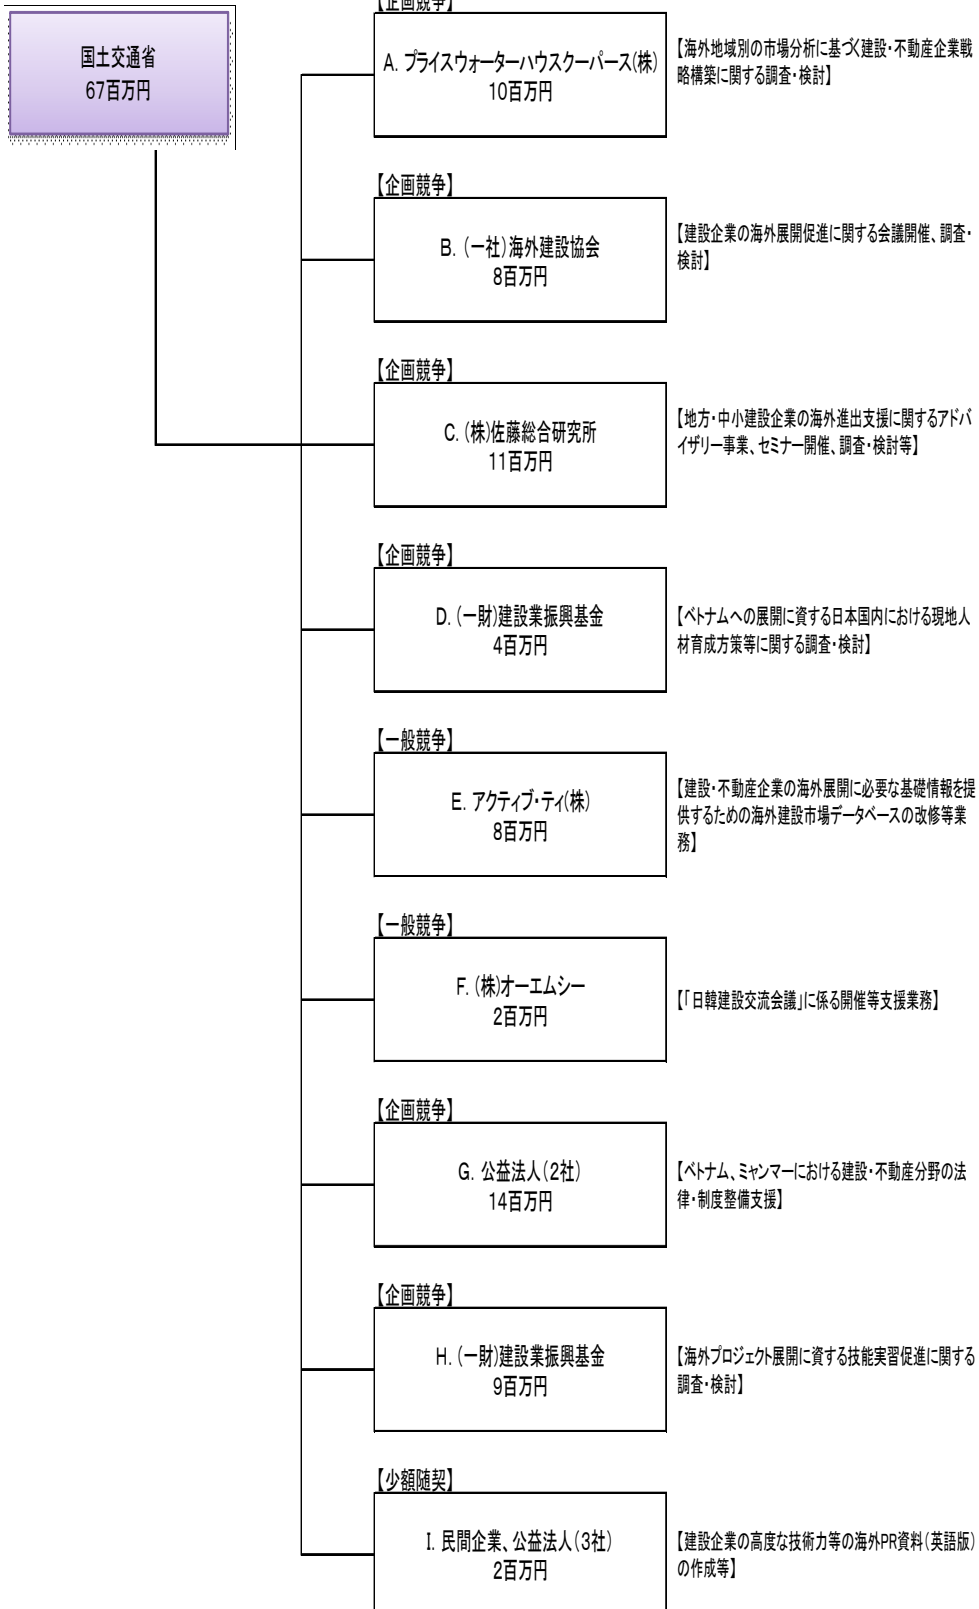 国土交通省
67百万円
【企画競争】
A. プライスウォーターハウスクーパース(株)
10百万円
【海外地域別の市場分析に基づく建設・不動産企業戦
略構築に関する調査・検討】
【企画競争】
B. (一社)海外建設協会
8百万円
【建設企業の海外展開促進に関する会議開催、調査・
検討】
【企画競争】
C. (株)佐藤総合研究所
11百万円
【地方・中小建設企業の海外進出支援に関するアドバ
イザリー事業、セミナー開催、調査・検討等】
【企画競争】
D. (一財)建設業振興基金
4百万円
【ベトナムへの展開に資する日本国内における現地人
材育成方策等に関する調査・検討】
【一般競争】
E. アクティブ・ティ(株)
8百万円
【建設・不動産企業の海外展開に必要な基礎情報を提
供するための海外建設市場データベースの改修等業
務】
【一般競争】
F. (株)オーエムシー
2百万円
【「日韓建設交流会議」に係る開催等支援業務】
【企画競争】
G. 公益法人(2社)
14百万円
【ベトナム、ミャンマーにおける建設・不動産分野の法
律・制度整備支援】
【企画競争】
H. (一財)建設業振興基金
9百万円
【海外プロジェクト展開に資する技能実習促進に関する
調査・検討】
【少額随契】
I. 民間企業、公益法人(3社)
2百万円
【建設企業の高度な技術力等の海外PR資料(英語版)
の作成等】